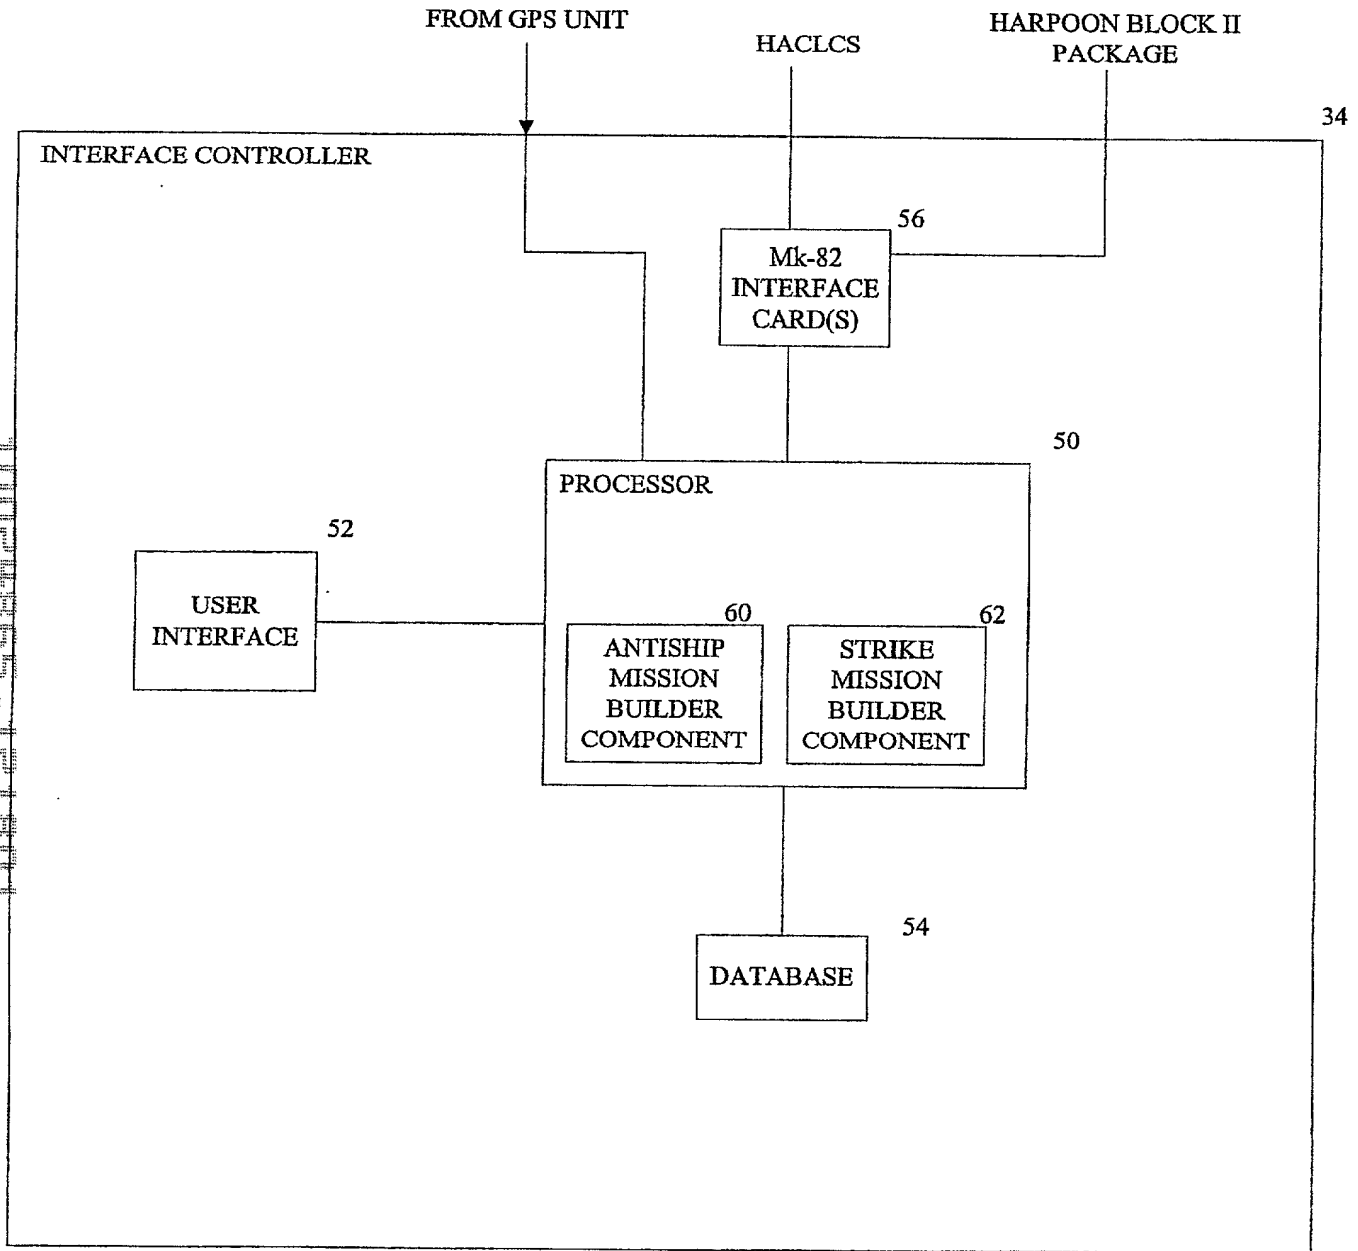 FROM GPS UNIT
HACLCS
HARPOON BLOCK II
PACKAGE
34
INTERFACE CONTROLLER
56
Mk-82
INTERFACE
CARD(S)
50
PROCESSOR
52
USER
INTERFACE
60
ANTISHIP
MISSION
BUILDER
COMPONENT
62
STRIKE
MISSION
BUILDER
COMPONENT
54
DATABASE